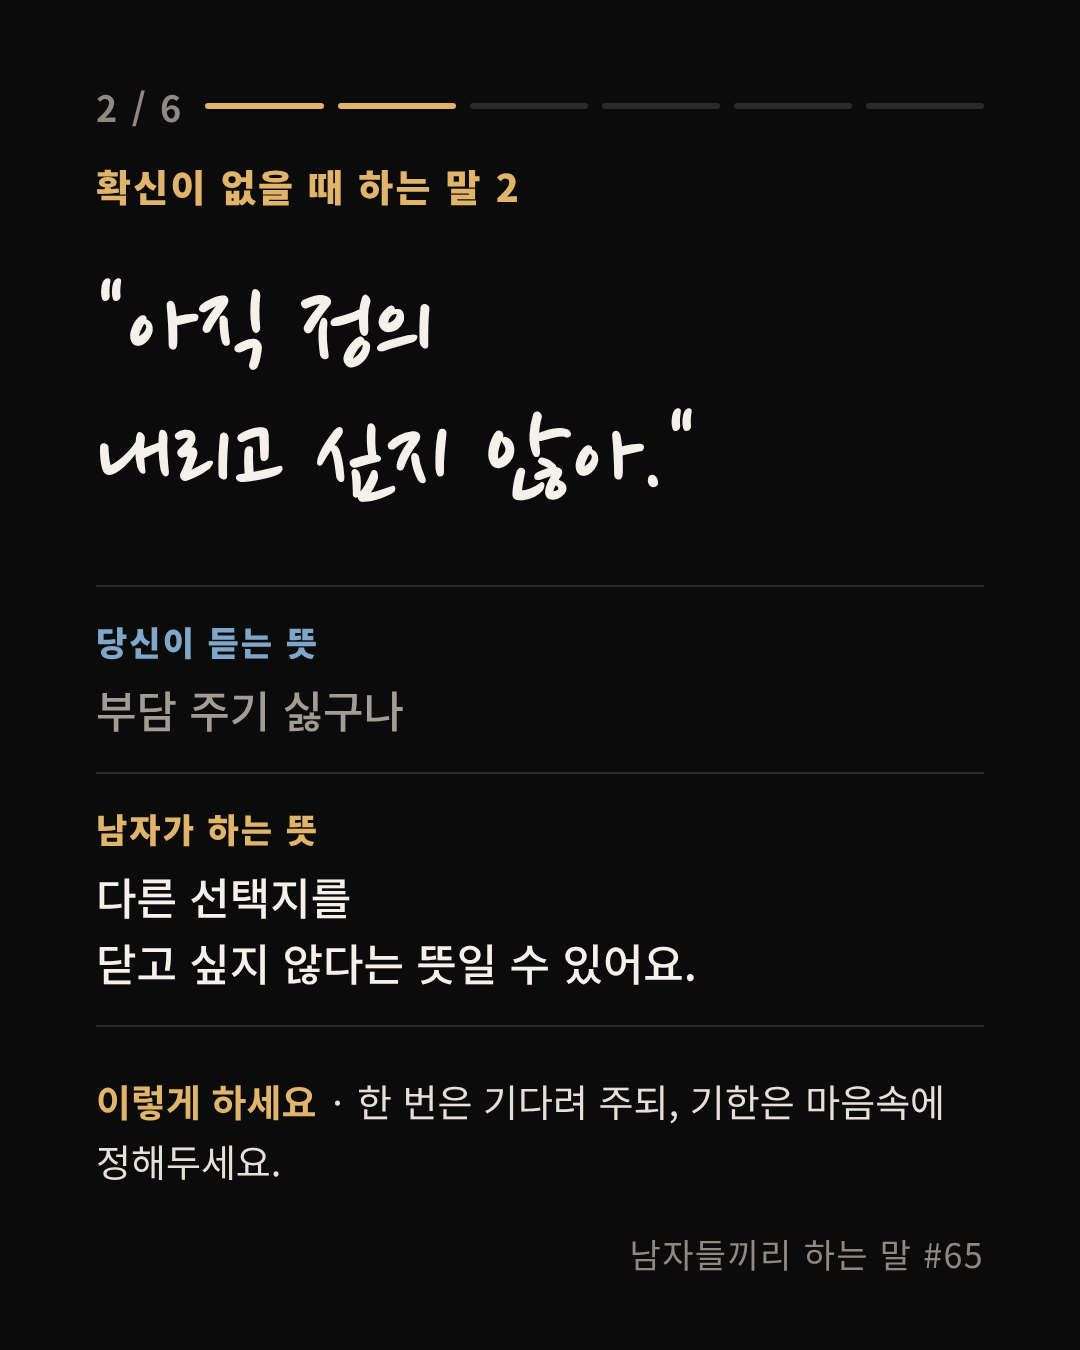 2 / 6
확신이 없을 때 하는 말 2
"아직 정의
내리고 싶지 않아."
당신이 듣는 뜻
부담 주기 싫구나
남자가 하는 뜻
다른 선택지를
닫고 싶지 않다는 뜻일 수 있어요.
이렇게 하세요 · 한 번은 기다려 주되, 기한은 마음속에
정해두세요.
남자들끼리 하는 말 #65